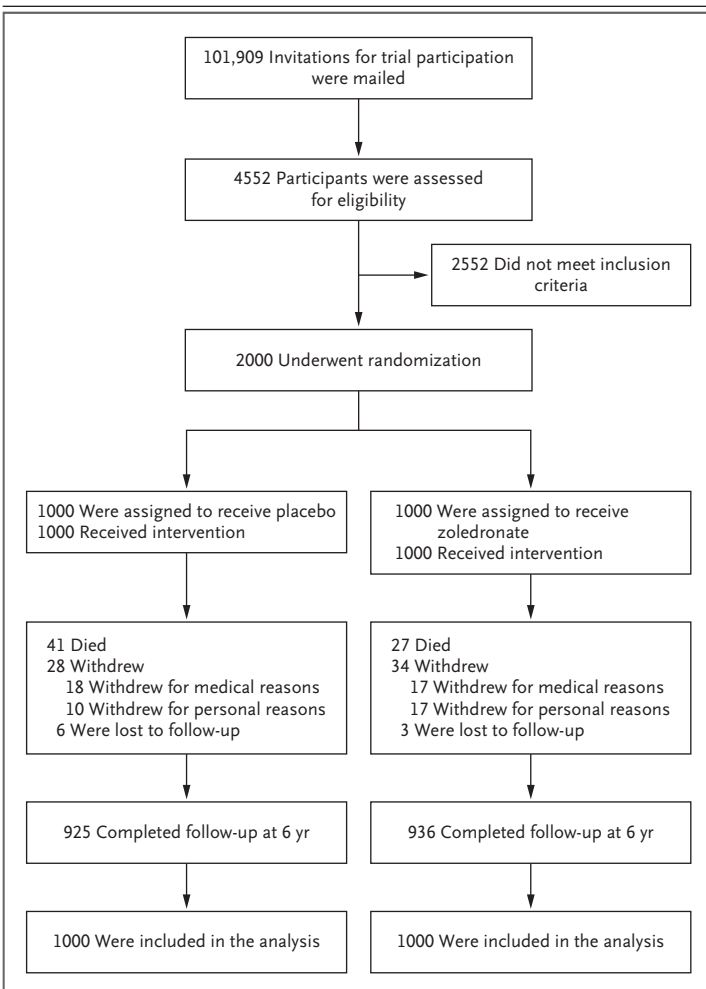 101,909 Invitations for trial participation
were mailed
4552 Participants were assessed
for eligibility
2552 Did not meet inclusion
criteria
2000 Underwent randomization
1000 Were assigned to receive placebo
1000 Received intervention
1000 Were assigned to receive
zoledronate
1000 Received intervention
41 Died
28 Withdrew
18 Withdrew for medical reasons
10 Withdrew for personal reasons
6 Were lost to follow-up
27 Died
34 Withdrew
17 Withdrew for medical reasons
17 Withdrew for personal reasons
3 Were lost to follow-up
925 Completed follow-up at 6 yr
936 Completed follow-up at 6 yr
1000 Were included in the analysis
1000 Were included in the analysis